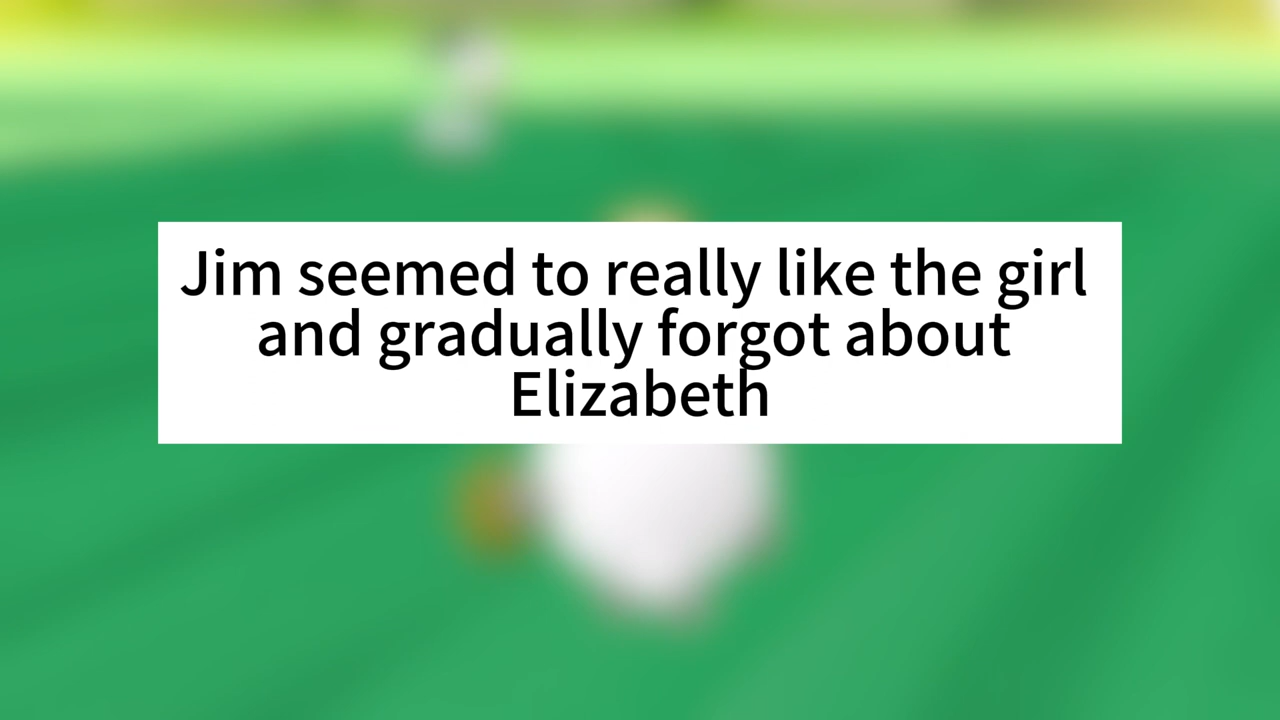 Jim seemed to really like the girl
and gradually forgot about
Elizabeth